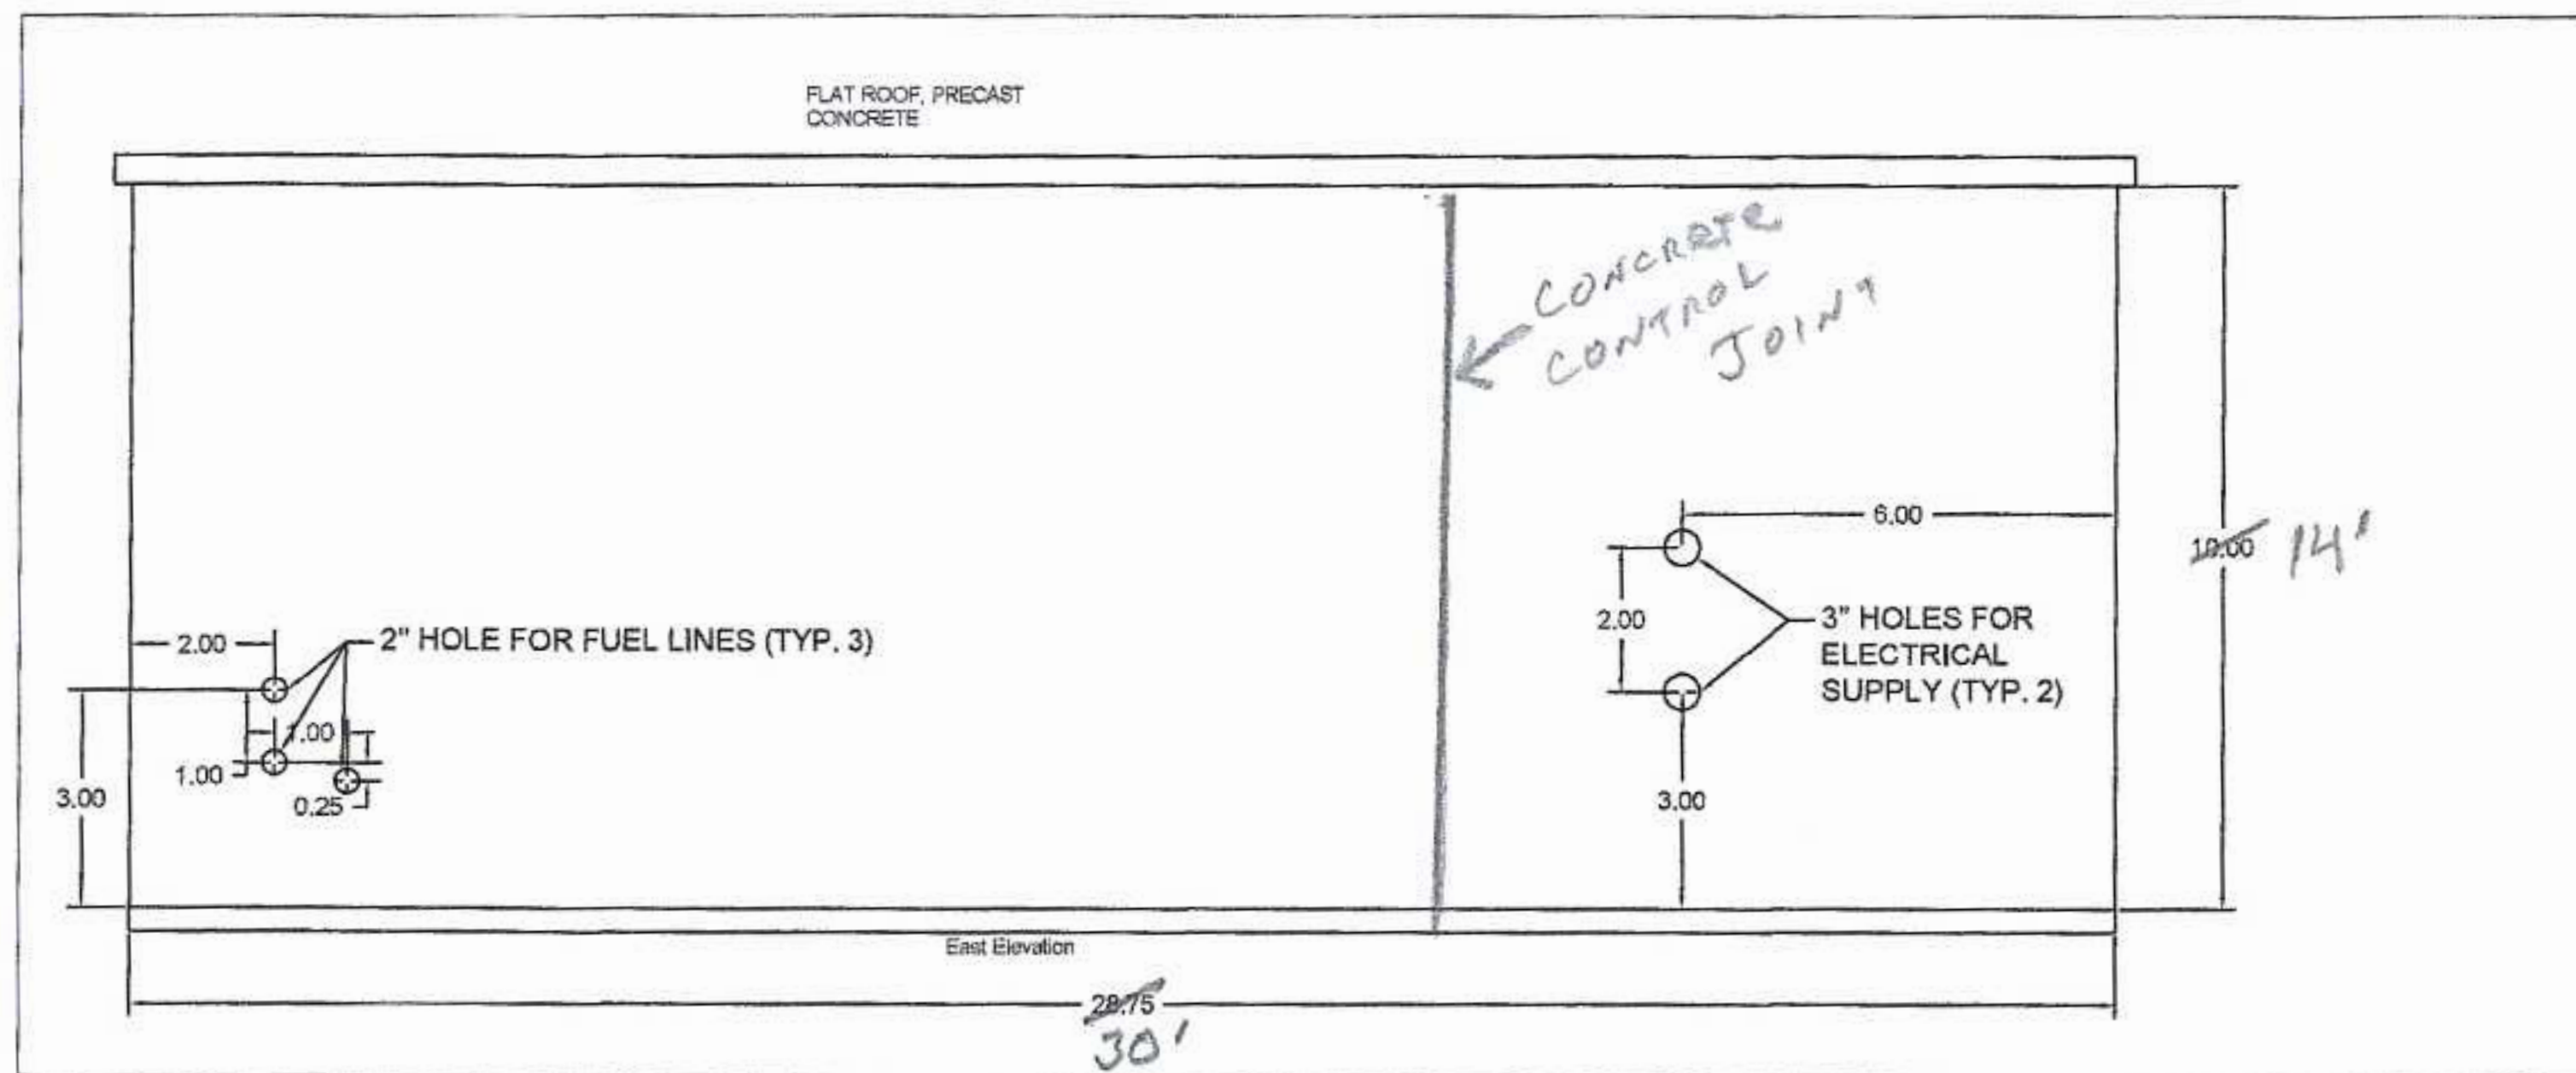 FLAT ROOF, PRECAST
CONCRETE
CONCRETE
CONTROL
JOINT
6.00
10.00 14'
2.00
3" HOLES FOR
ELECTRICAL
SUPPLY (TYP. 2)
3.00
2.00
2" HOLE FOR FUEL LINES (TYP. 3)
1.00
1.00
0.25
3.00
East Elevation
28.75
30'